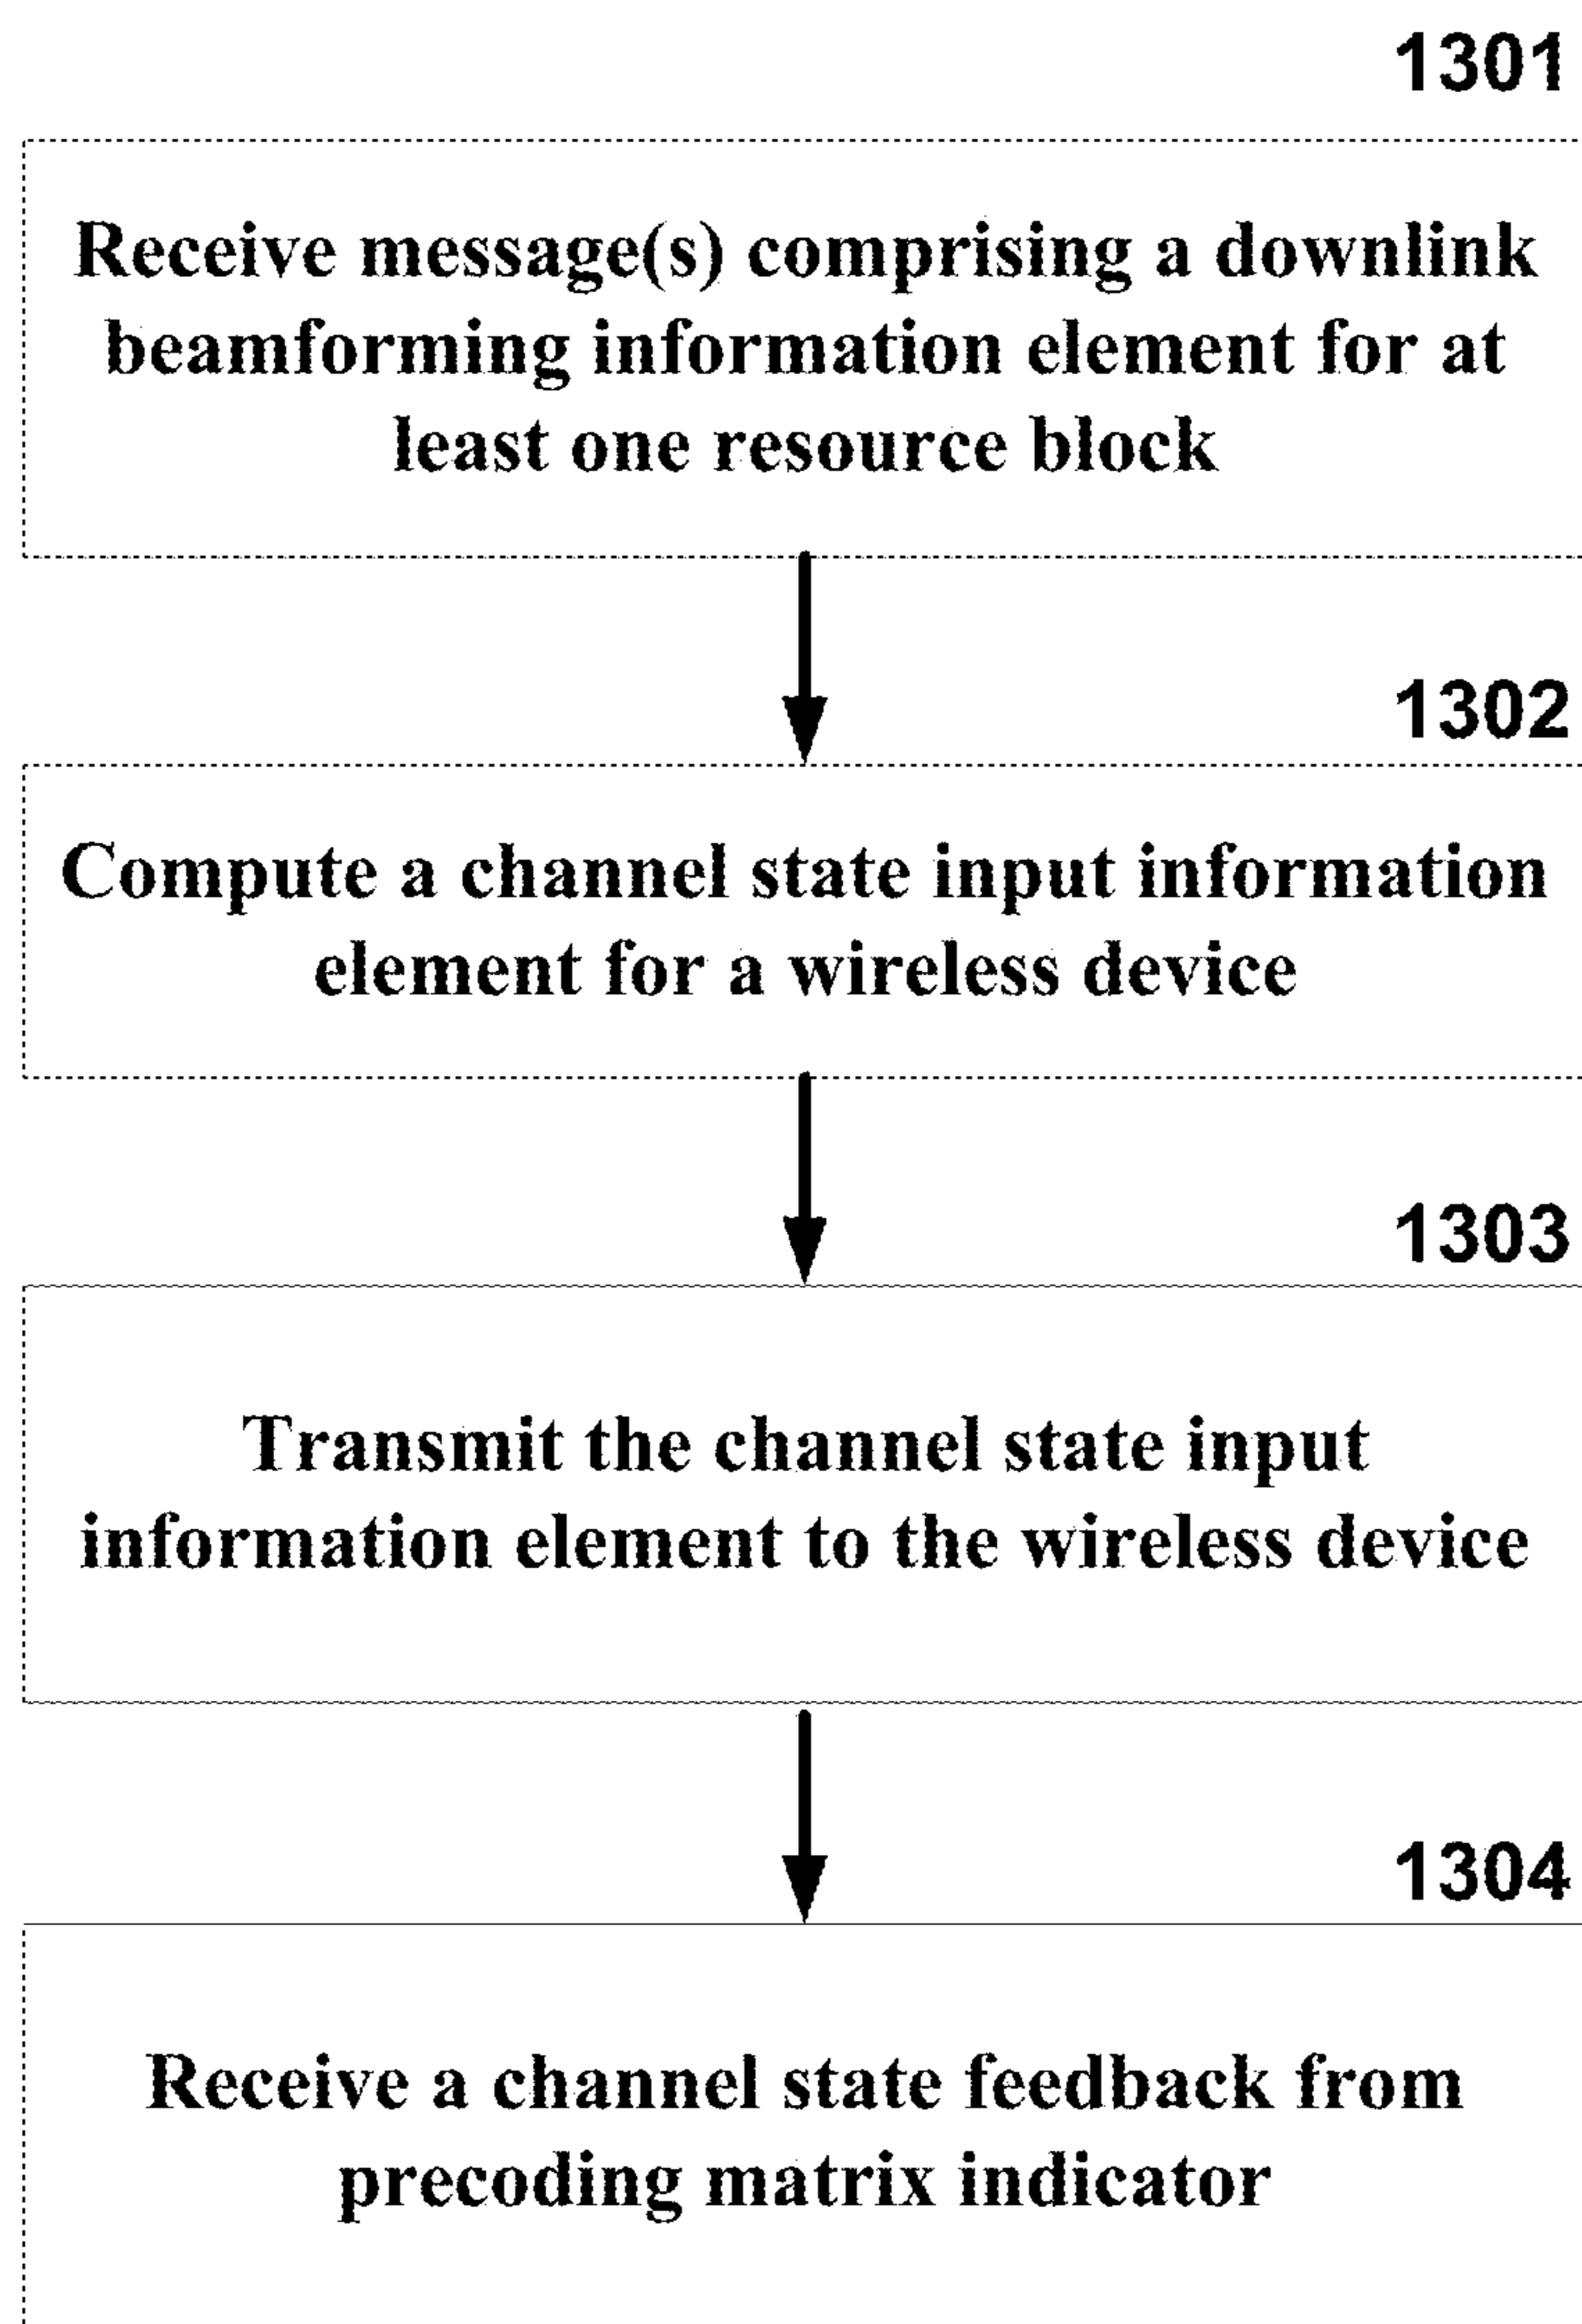 1301
Receive message(s) comprising a downlink
beamforming information element for at
least one resource block
1302
Compute a channel state input information
element for a wireless device
1303
Transmit the channel state input
information element to the wireless device
1304
Receive a channel state feedback from
precoding matrix indicator